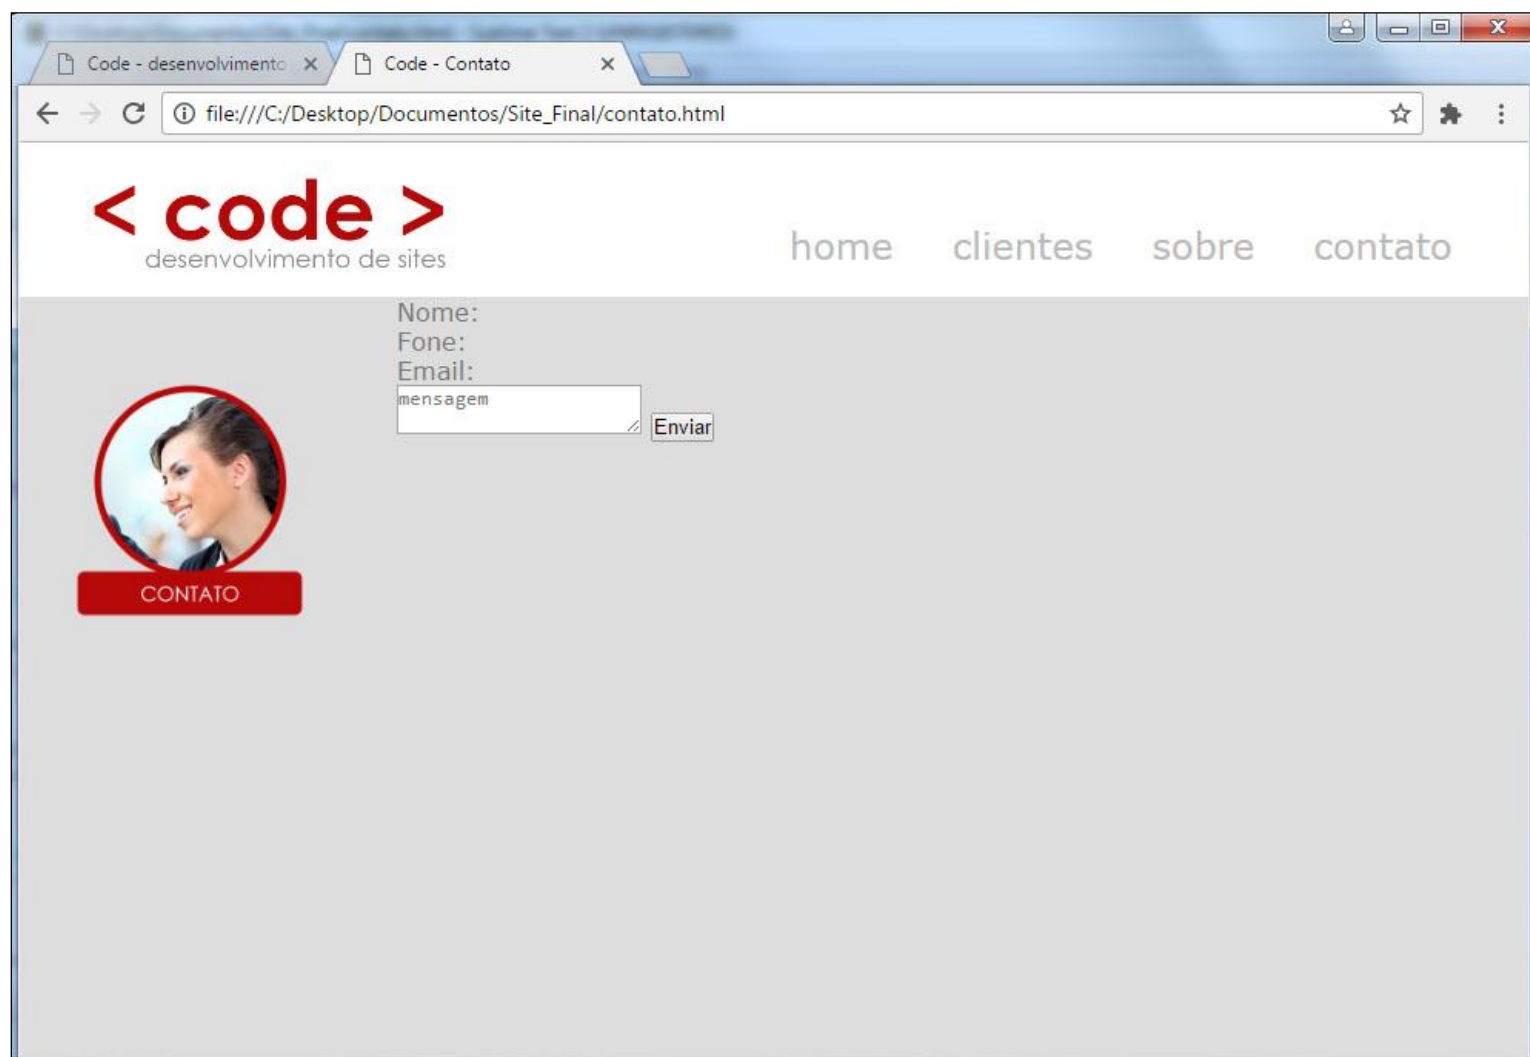 Code - desenvolvimento
Code - Contato
file:///C:/Desktop/Documentos/Site_Final/contato.html
< code >
desenvolvimento de sites
home clientes sobre contato
Nome:
Fone:
Email:
mensagem
Enviar
CONTATO